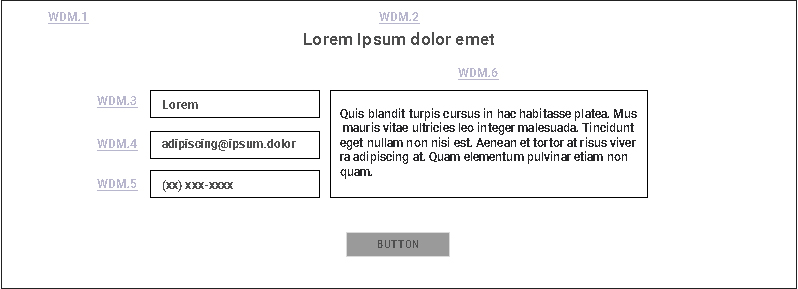 WDM.1
WDM.2
Lorem Ipsum dolor emet
WDM.6
WDM.3
Lorem
WDM.4
adipiscing@ipsum.dolor
WDM.5
(xx) xxx-xxxx
Quis blandit turpis cursus in hac habitasse platea. Mus
mauris vitae ultricies leo integer malesuada. Tincidunt
eget nullam non nisi est. Aenean et tortor at risus viver
ra adipiscing at. Quam elementum pulvinar etiam non
quam.
BUTTON